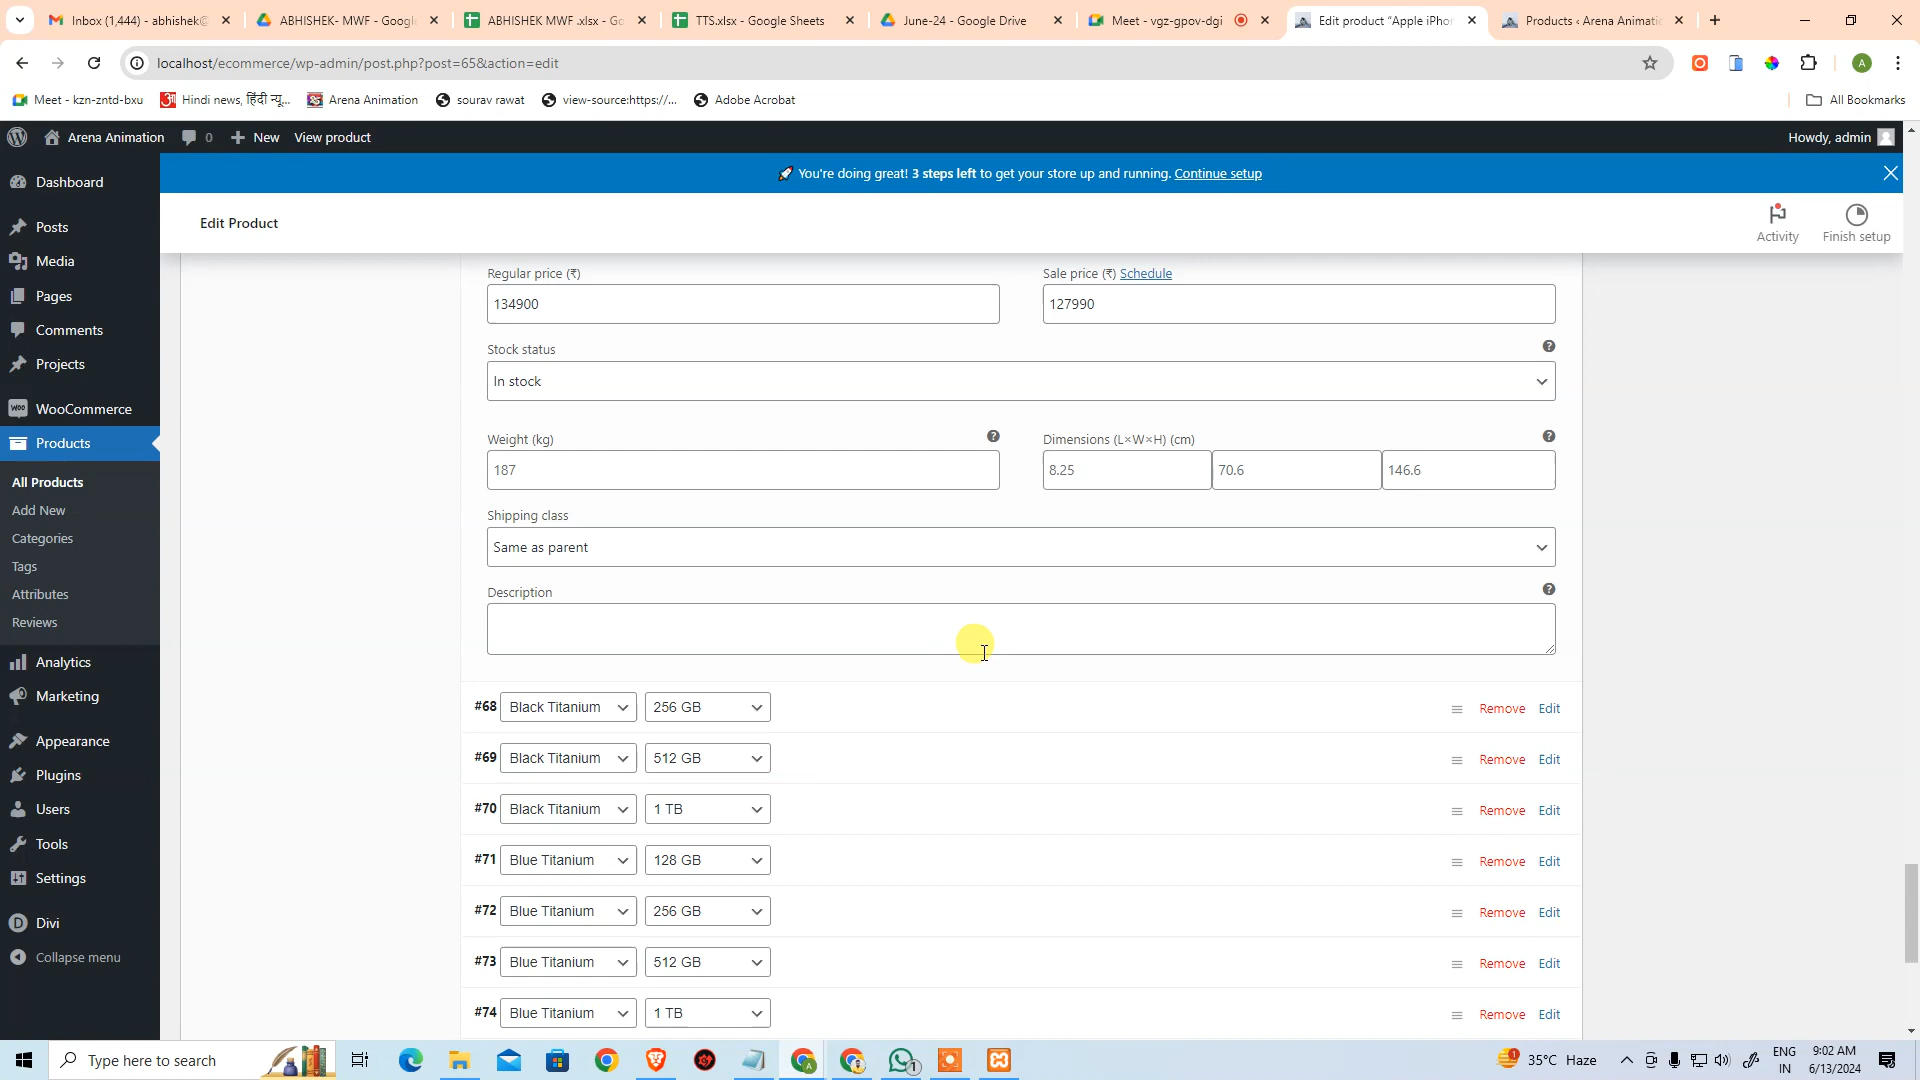 Inbox (1,444) - abhishek@
ABHISHEK- MWF - Google
ABHISHEK MWF .xlsx - Go
TTS.xlsx - Google Sheets
June-24 - Google Drive
Meet - vgz-gpov-dgi
Edit product “Apple iPho
Products ‹ Arena Animatio
localhost/ecommerce/wp-admin/post.php?post=65&action=edit
A
Meet - kzn-zntd-bxu
Hindi news, हिंदी न्यू...
Arena Animation
sourav rawat
view-source:https://...
Adobe Acrobat
All Bookmarks
Arena Animation
0
New
View product
Howdy, admin
Dashboard
Posts
Media
Pages
Comments
Projects
WooCommerce
Products
All Products
Add New
Categories
Tags
Attributes
Reviews
Analytics
Marketing
Appearance
Plugins
Users
Tools
Settings
Divi
Collapse menu
You're doing great! 3 steps left to get your store up and running. Continue setup
Edit Product
Activity
Finish setup
Regular price (₹)
134900
Sale price (₹) Schedule
127990
Stock status
In stock
Weight (kg)
187
Dimensions (L×W×H) (cm)
8.25
70.6
146.6
Shipping class
Same as parent
Description
#68 Black Titanium 256 GB Remove Edit
#69 Black Titanium 512 GB Remove Edit
#70 Black Titanium 1 TB Remove Edit
#71 Blue Titanium 128 GB Remove Edit
#72 Blue Titanium 256 GB Remove Edit
#73 Blue Titanium 512 GB Remove Edit
#74 Blue Titanium 1 TB Remove Edit
Type here to search
35°C Haze
ENG
IN
9:02 AM
6/13/2024